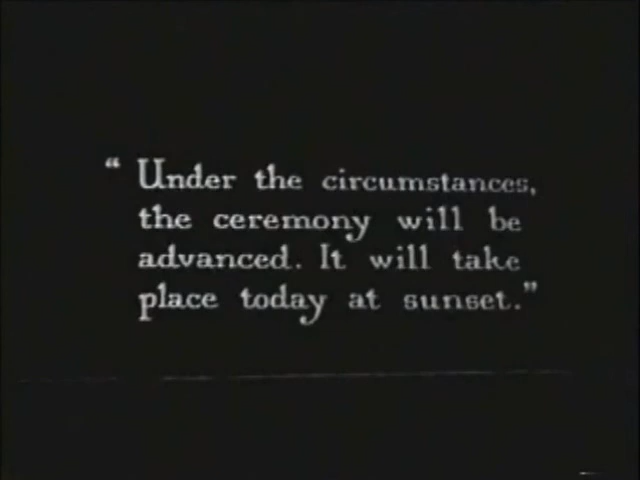 “ Under the circumstances,
the ceremony will be
advanced. It will take
place today at sunset.”